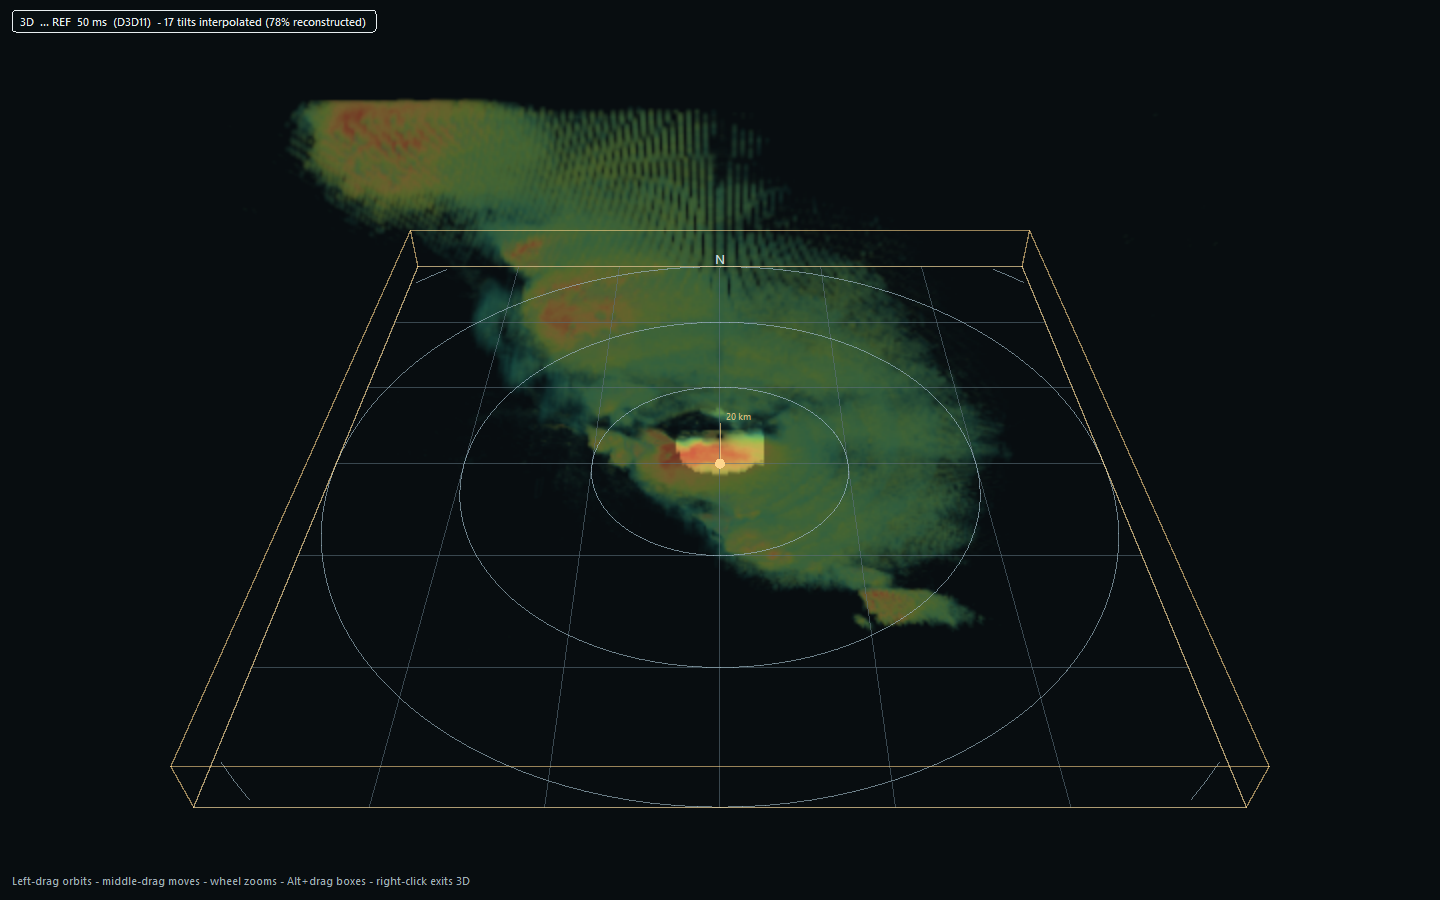 3D ... REF 50 ms (D3D11) - 17 tilts interpolated (78% reconstructed)
N
20 km
Left-drag orbits - middle-drag moves - wheel zooms - Alt+drag boxes - right-click exits 3D